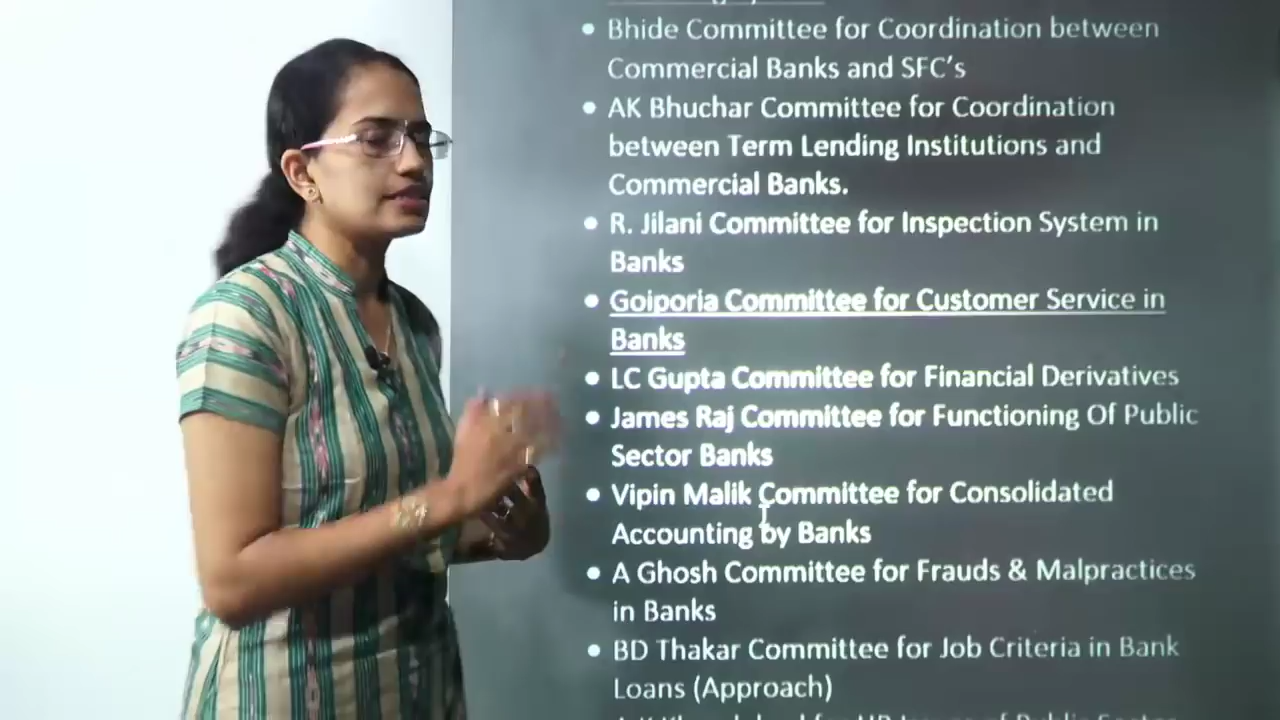 • Bhide Committee for Coordination between
Commercial Banks and SFC's
• AK Bhuchar Committee for Coordination
between Term Lending Institutions and
Commercial Banks.
• R. Jilani Committee for Inspection System in
Banks
• Goiporia Committee for Customer Service in
Banks
• LC Gupta Committee for Financial Derivatives
• James Raj Committee for Functioning Of Public
Sector Banks
• Vipin Malik Committee for Consolidated
Accounting by Banks
• A Ghosh Committee for Frauds & Malpractices
in Banks
• BD Thakar Committee for Job Criteria in Bank
Loans (Approach)